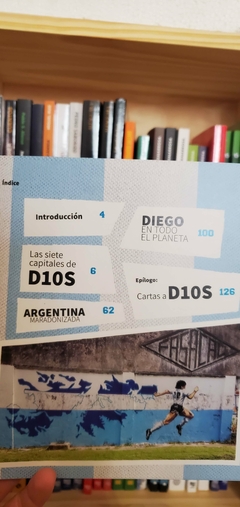 índice
Introducción 4
Las siete
capitales de
D10S 6
ARGENTINA 62
MARADONIZADA
DIEGO
EN TODO
EL PLANETA 100
Epílogo:
Cartas a D10S 126